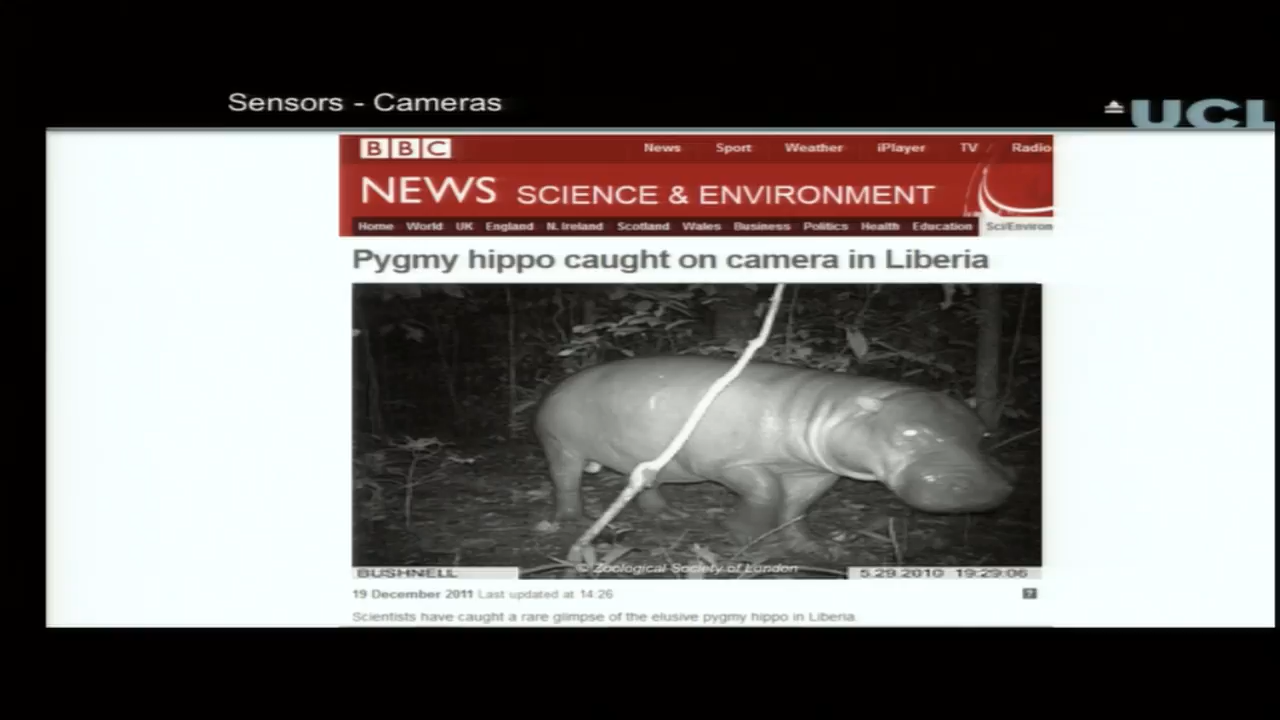 Sensors - Cameras
UCL
BBC
News Sport Weather iPlayer TV Radio
NEWS SCIENCE & ENVIRONMENT
Home World UK England N. Ireland Scotland Wales Business Politics Health Education Sci/Environ
Pygmy hippo caught on camera in Liberia
© Zoological Society of London
BUSHNELL 5.29.2010 19:29:06
19 December 2011 Last updated at 14:26
Scientists have caught a rare glimpse of the elusive pygmy hippo in Liberia.